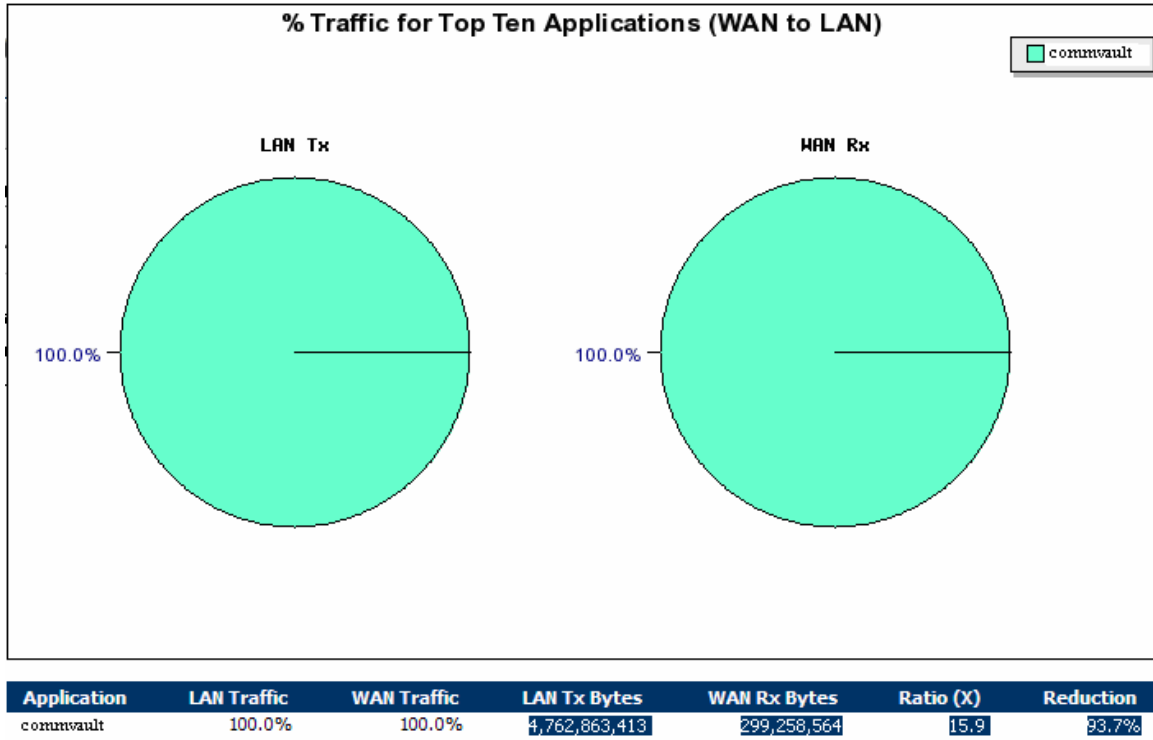 % Traffic for Top Ten Applications (WAN to LAN)
commvault
LAN Tx
WAN Rx
100.0%
100.0%
Application LAN Traffic WAN Traffic LAN Tx Bytes WAN Rx Bytes Ratio (X) Reduction
commvault 100.0% 100.0% 4,762,863,413 299,258,564 15.9 93.7%